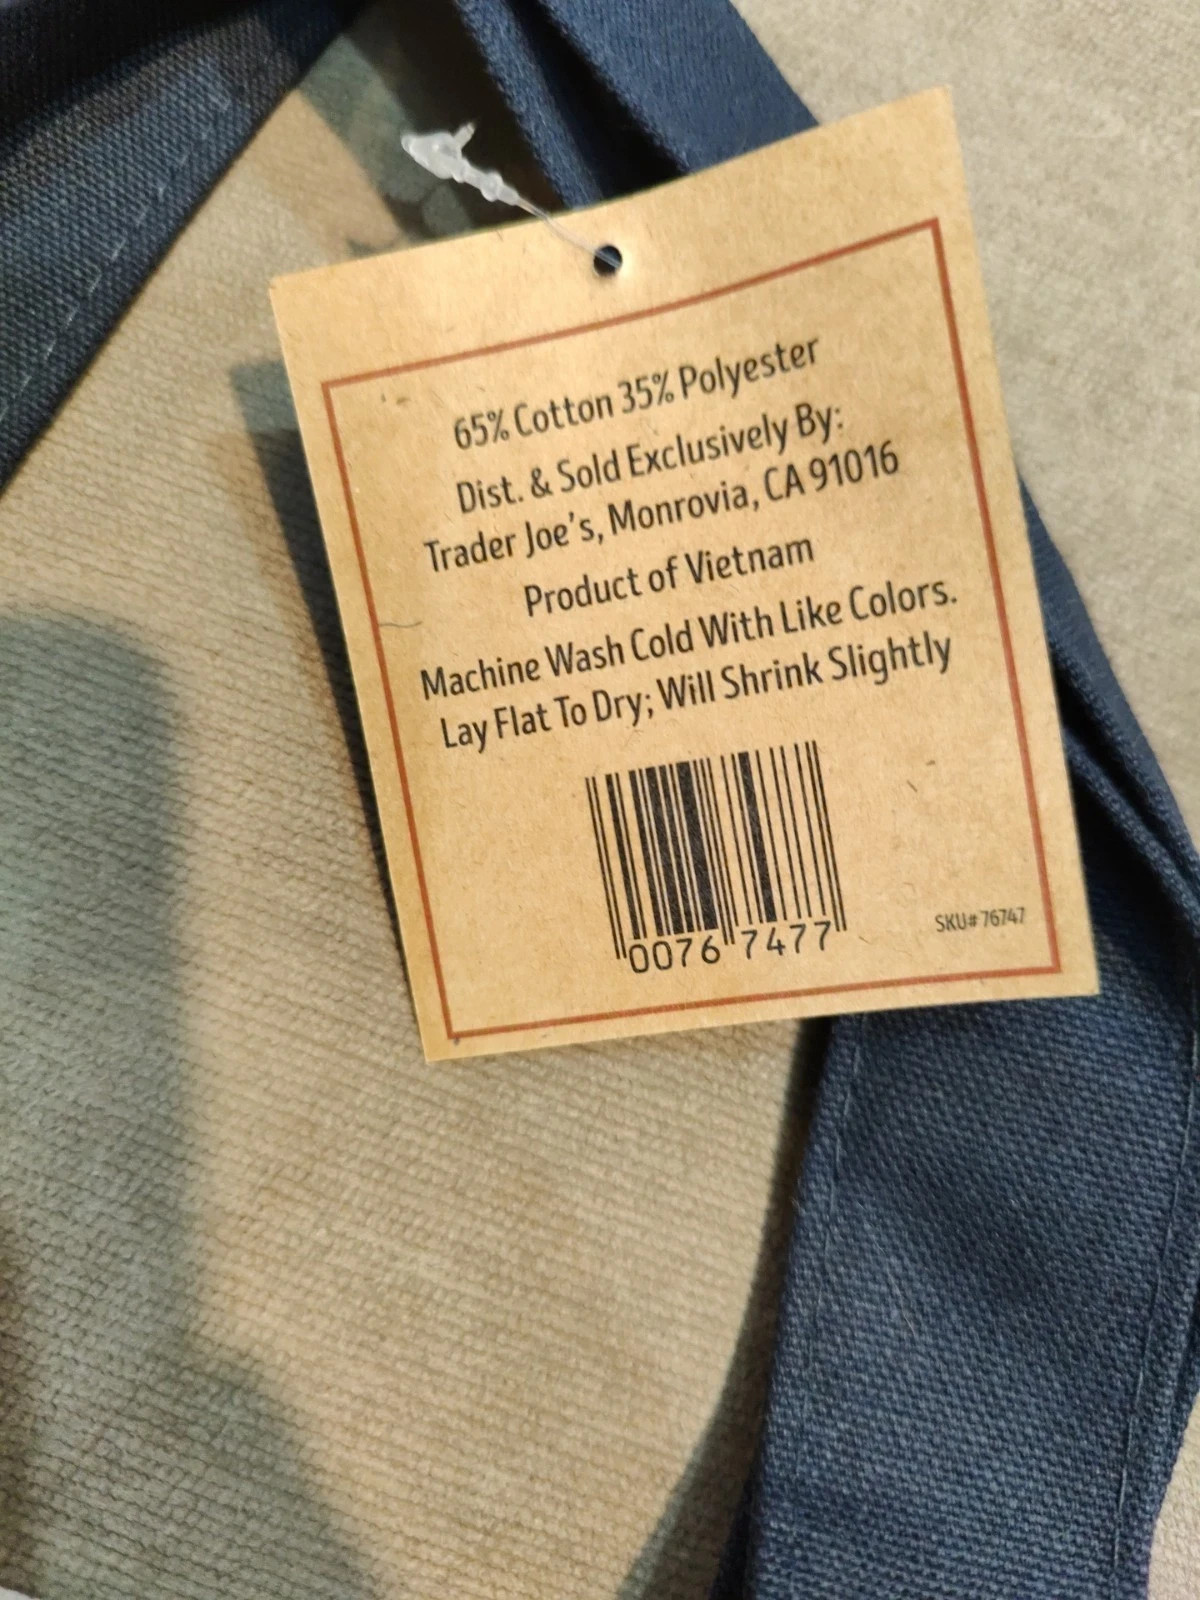 65% Cotton 35% Polyester
Dist. & Sold Exclusively By:
Trader Joe's, Monrovia, CA 91016
Product of Vietnam
Machine Wash Cold With Like Colors.
Lay Flat To Dry; Will Shrink Slightly
0076 7477
SKU# 76747